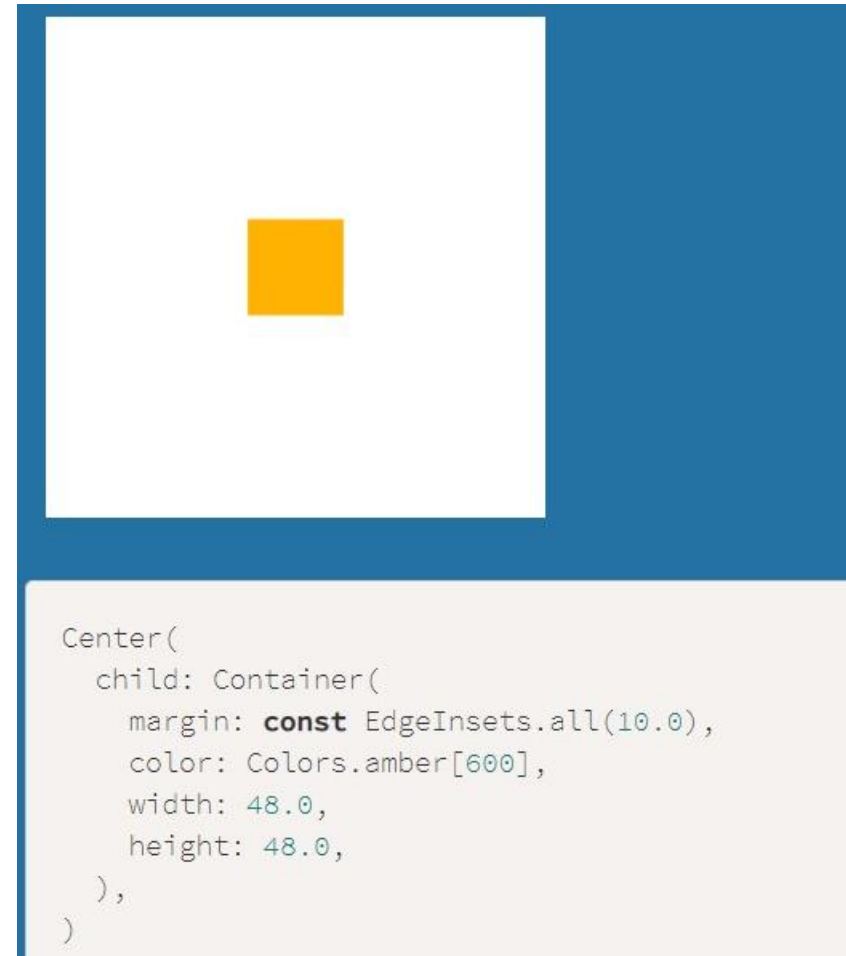 Center(
  child: Container(
    margin: const EdgeInsets.all(10.0),
    color: Colors.amber[600],
    width: 48.0,
    height: 48.0,
  ),
)